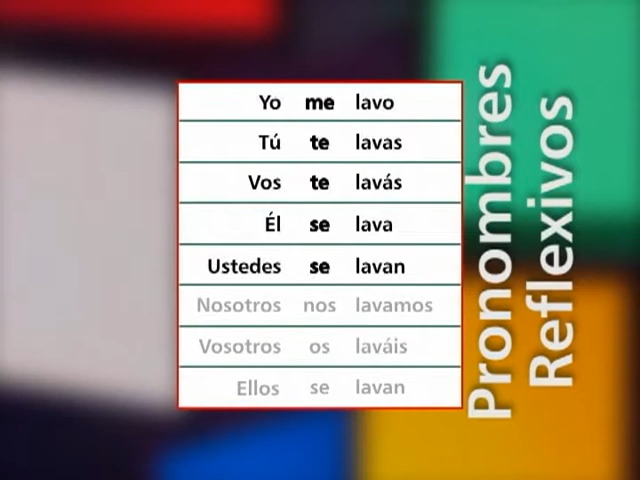 Yo me lavo
Tú te lavas
Vos te lavás
Él se lava
Ustedes se lavan
Nosotros nos lavamos
Vosotros os laváis
Ellos se lavan
Pronombres
Reflexivos